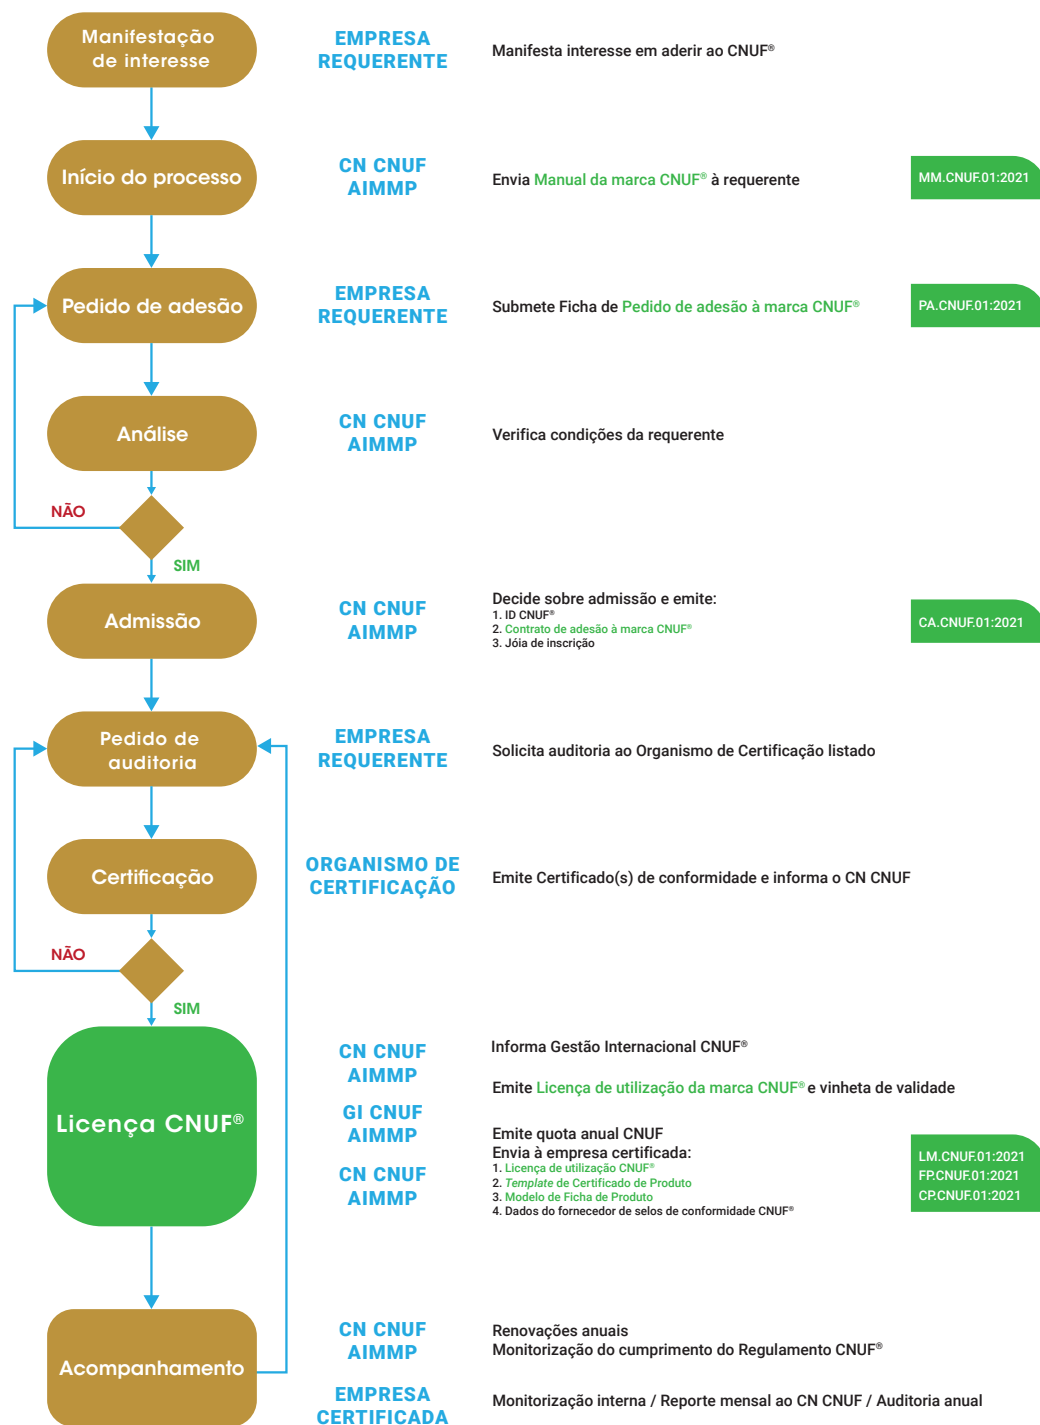 Manifestação
de interesse
EMPRESA
REQUERENTE
Manifesta interesse em aderir ao CNUF®
Início do processo
CN CNUF
AIMMP
Envia Manual da marca CNUF® à requerente
MM.CNUF.01:2021
Pedido de adesão
EMPRESA
REQUERENTE
Submete Ficha de Pedido de adesão à marca CNUF®
PA.CNUF.01:2021
Análise
CN CNUF
AIMMP
Verifica condições da requerente
NÃO
SIM
Admissão
CN CNUF
AIMMP
Decide sobre admissão e emite:
1. ID CNUF®
2. Contrato de adesão à marca CNUF®
3. Jóia de inscrição
CA.CNUF.01:2021
Pedido de
auditoria
EMPRESA
REQUERENTE
Solicita auditoria ao Organismo de Certificação listado
Certificação
ORGANISMO DE
CERTIFICAÇÃO
Emite Certificado(s) de conformidade e informa o CN CNUF
NÃO
SIM
Licença CNUF®
CN CNUF
AIMMP
Informa Gestão Internacional CNUF®
Emite Licença de utilização da marca CNUF® e vinheta de validade
GI CNUF
AIMMP
Emite quota anual CNUF
Envia à empresa certificada:
CN CNUF
AIMMP
1. Licença de utilização CNUF®
2. Template de Certificado de Produto
3. Modelo de Ficha de Produto
4. Dados do fornecedor de selos de conformidade CNUF®
LM.CNUF.01:2021
FP.CNUF.01:2021
CP.CNUF.01:2021
Acompanhamento
CN CNUF
AIMMP
Renovações anuais
Monitorização do cumprimento do Regulamento CNUF®
EMPRESA
CERTIFICADA
Monitorização interna / Reporte mensal ao CN CNUF / Auditoria anual